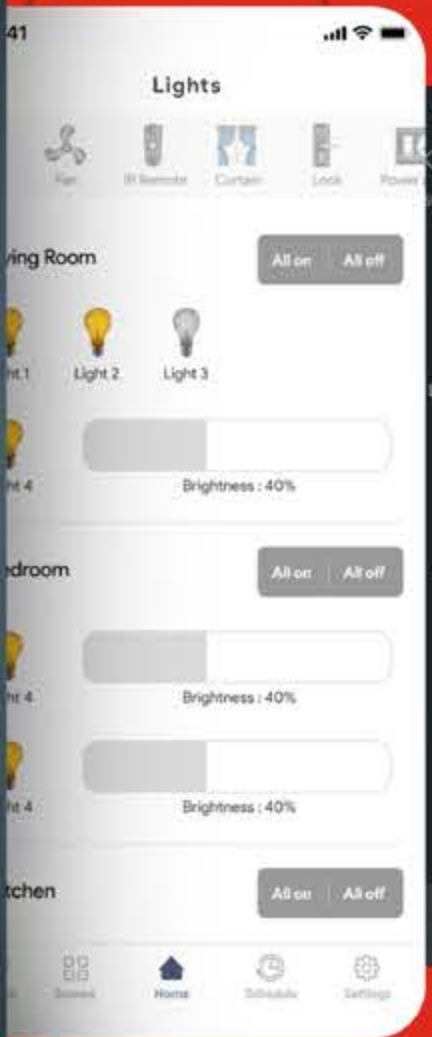 41
Lights
Fan IR Remote Curtain Lock Power
ving Room All on All off
ht 1 Light 2 Light 3
ht 4 Brightness : 40%
edroom All on All off
ht 4 Brightness : 40%
ht 4 Brightness : 40%
tchen All on All off
Scenes Home Schedule Settings